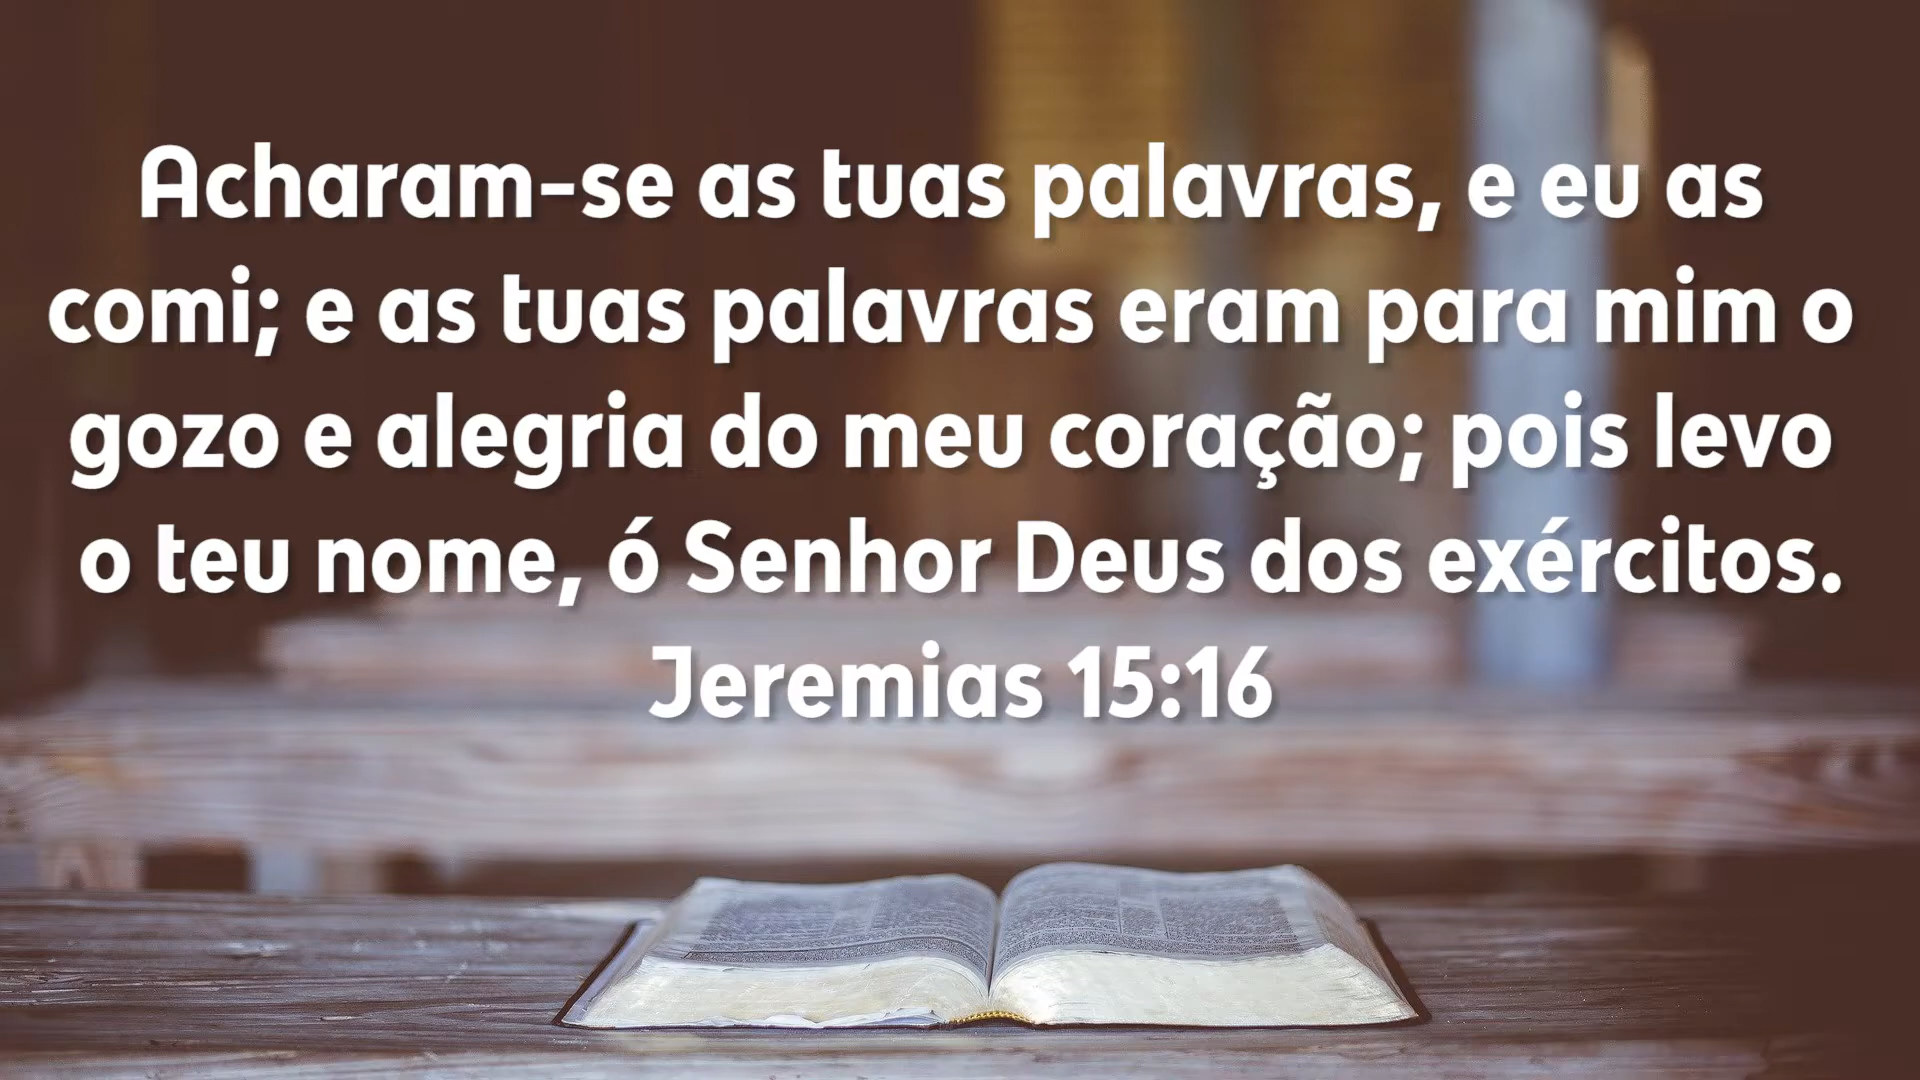 Acharam-se as tuas palavras, e eu as
comi; e as tuas palavras eram para mim o
gozo e alegria do meu coração; pois levo
o teu nome, ó Senhor Deus dos exércitos.
Jeremias 15:16